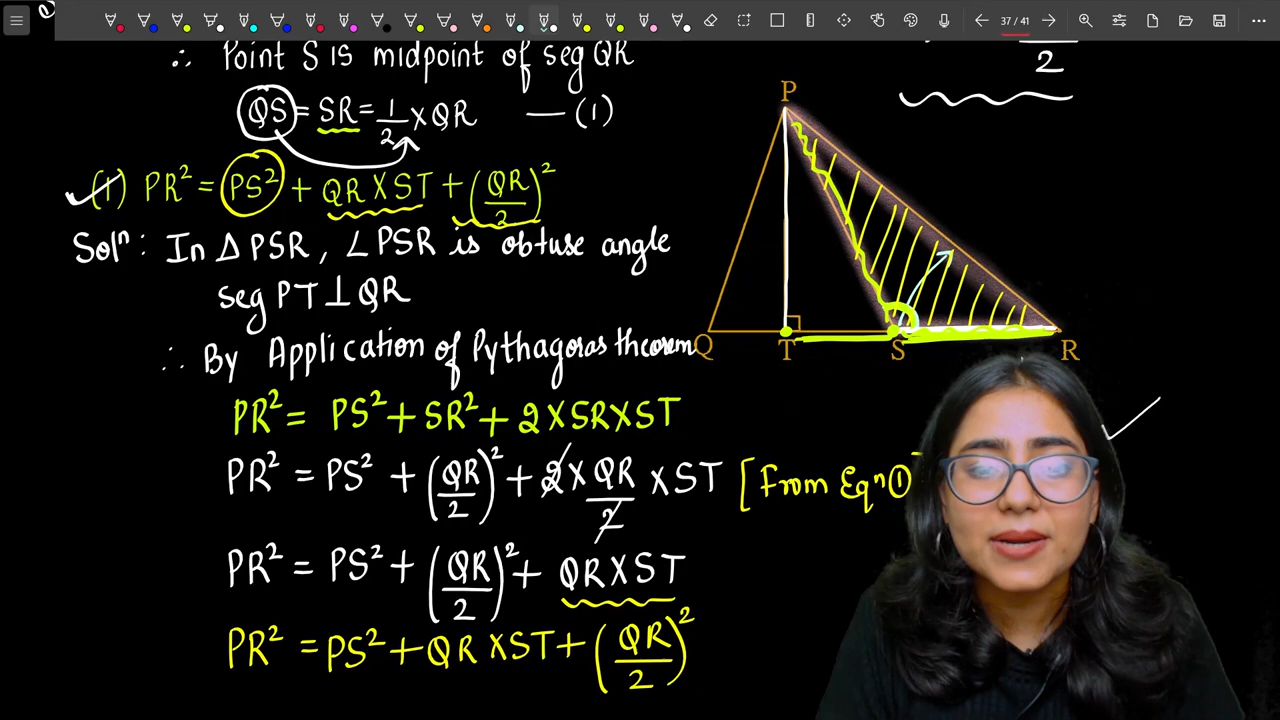 37 / 41
∴ Point S is midpoint of seg QR
QS = SR = 1/2 × QR — (1)
2
(1) PR² = PS² + QR × ST + (QR/2)²
Solⁿ : In △PSR, ∠PSR is obtuse angle
seg PT ⊥ QR
∴ By Application of Pythagoras theorem
PR² = PS² + SR² + 2 × SR × ST
PR² = PS² + (QR/2)² + 2 × QR/2 × ST [From Eqⁿ ①
PR² = PS² + (QR/2)² + QR × ST
PR² = PS² + QR × ST + (QR/2)²
P
Q T S R